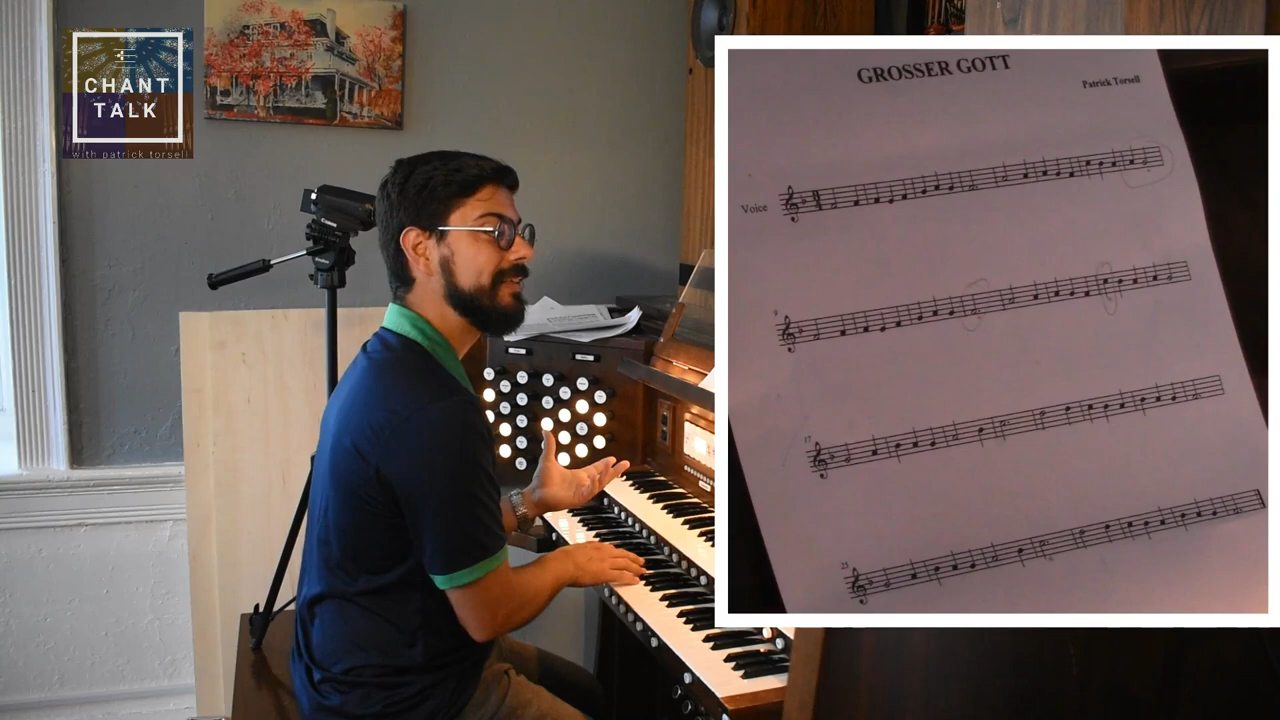 CHANT
TALK
with patrick torsell
GROSSER GOTT
Patrick Torsell
Voice
9
17
25